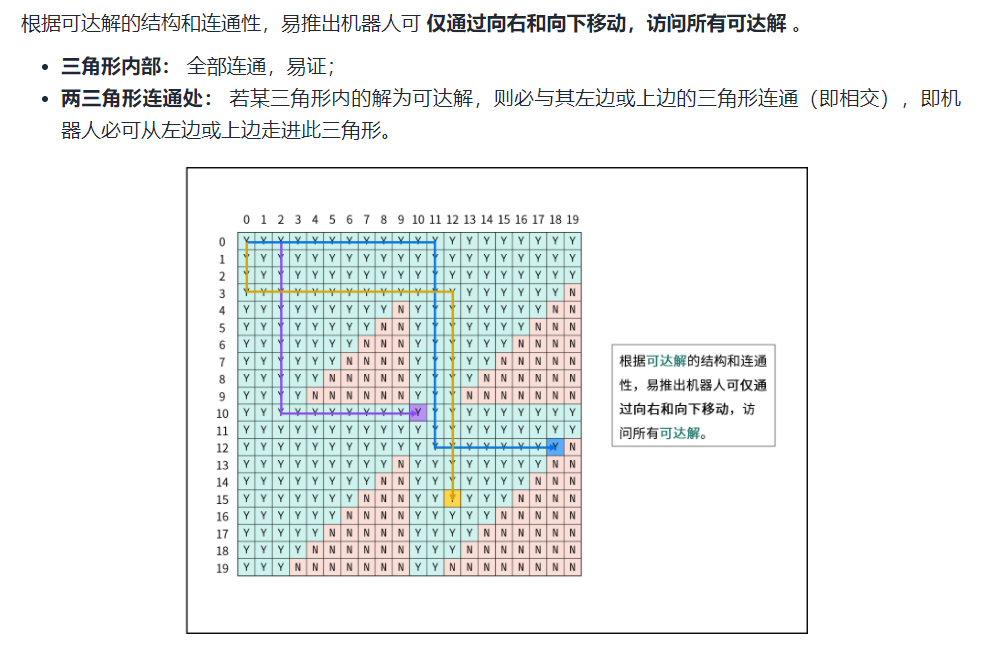 根据可达解的结构和连通性，易推出机器人可 仅通过向右和向下移动，访问所有可达解 。
• 三角形内部： 全部连通，易证；
• 两三角形连通处： 若某三角形内的解为可达解，则必与其左边或上边的三角形连通（即相交），即机
器人必可从左边或上边走进此三角形。
0 1 2 3 4 5 6 7 8 9 10 11 12 13 14 15 16 17 18 19
0 Y Y Y Y Y Y Y Y Y Y Y Y Y Y Y Y Y Y Y Y
1 Y Y Y Y Y Y Y Y Y Y Y Y Y Y Y Y Y Y Y Y
2 Y Y Y Y Y Y Y Y Y Y Y Y Y Y Y Y Y Y Y Y
3 Y Y Y Y Y Y Y Y Y Y Y Y Y Y Y Y Y Y Y N
4 Y Y Y Y Y Y Y Y Y N Y Y Y Y Y Y Y Y N N
5 Y Y Y Y Y Y Y Y N N Y Y Y Y Y Y Y N N N
6 Y Y Y Y Y Y Y N N N Y Y Y Y Y Y N N N N
7 Y Y Y Y Y Y N N N N Y Y Y Y Y N N N N N
8 Y Y Y Y Y N N N N N Y Y Y Y N N N N N N
9 Y Y Y Y N N N N N N Y Y Y N N N N N N N
10 Y Y Y Y Y Y Y Y Y Y Y Y Y Y Y Y Y Y Y Y
11 Y Y Y Y Y Y Y Y Y Y Y Y Y Y Y Y Y Y Y Y
12 Y Y Y Y Y Y Y Y Y Y Y Y Y Y Y Y Y Y Y N
13 Y Y Y Y Y Y Y Y Y N Y Y Y Y Y Y Y Y N N
14 Y Y Y Y Y Y Y Y N N Y Y Y Y Y Y Y N N N
15 Y Y Y Y Y Y Y N N N Y Y Y Y Y Y N N N N
16 Y Y Y Y Y Y N N N N Y Y Y Y Y N N N N N
17 Y Y Y Y Y N N N N N Y Y Y Y N N N N N N
18 Y Y Y Y N N N N N N Y Y Y N N N N N N N
19 Y Y Y N N N N N N N Y Y N N N N N N N N
根据可达解的结构和连通
性，易推出机器人可仅通
过向右和向下移动，访
问所有可达解。